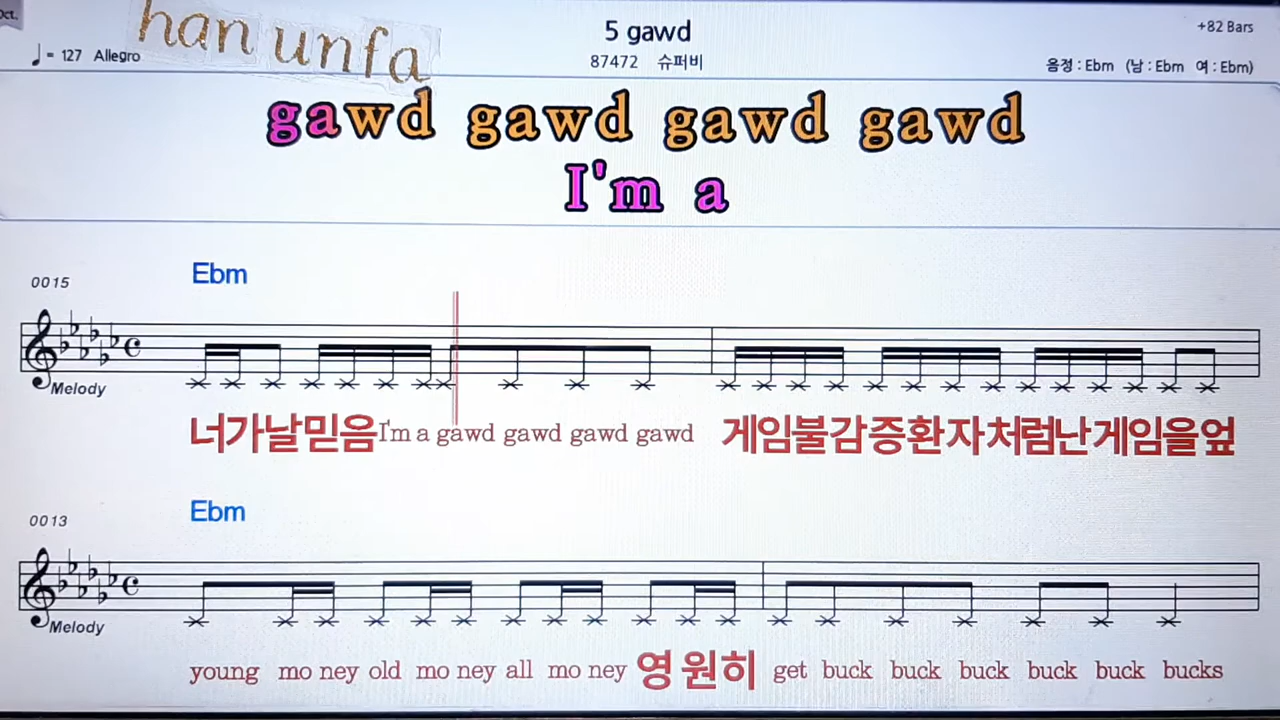 Oct.
han unfa
5 gawd
+82 Bars
♩ = 127 Allegro
87472 슈퍼비
음정 : Ebm (남 : Ebm 여 : Ebm)
gawd gawd gawd gawd
I'm a
Ebm
0015
Melody
너가날믿음I'm a gawd gawd gawd gawd 게임불감증환자처럼난게임을엎
Ebm
0013
Melody
young mo ney old mo ney all mo ney 영원히 get buck buck buck buck buck bucks